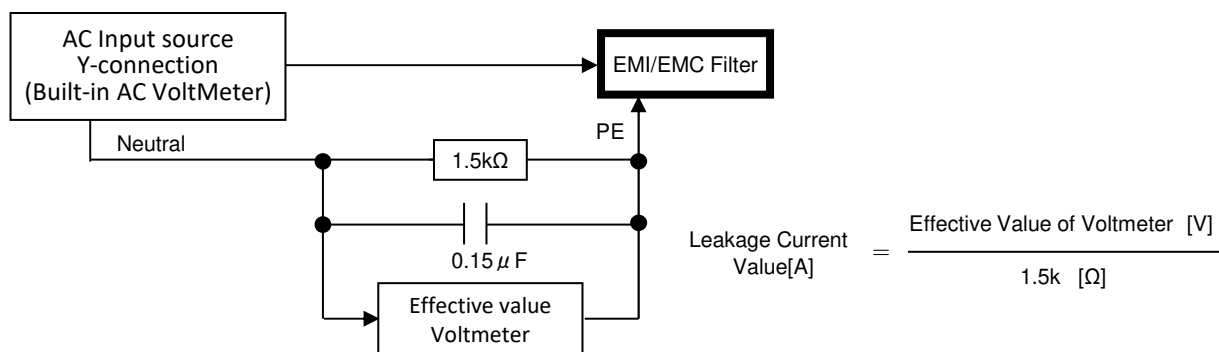 AC Input source
Y-connection
(Built-in AC VoltMeter)
EMI/EMC Filter
PE
Neutral
1.5kΩ
0.15μF
Effective value
Voltmeter
Leakage Current
Value[A]
=
Effective Value of Voltmeter [V]
1.5k [Ω]